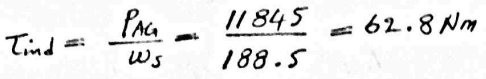 τind = PAG / ωs = 11845 / 188.5 = 62.8 Nm